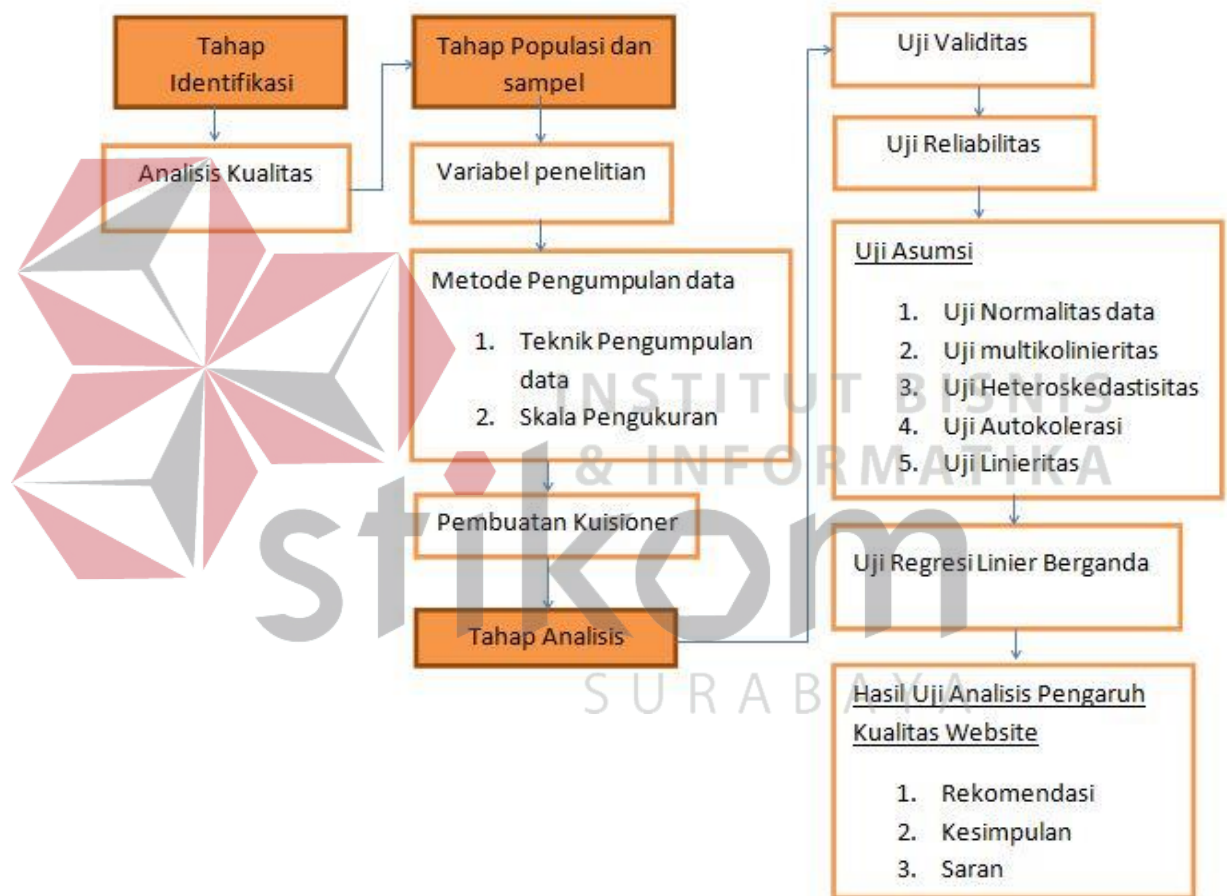 Tahap
Identifikasi
Analisis Kualitas
Tahap Populasi dan
sampel
Variabel penelitian
Metode Pengumpulan data
1. Teknik Pengumpulan
data
2. Skala Pengukuran
Pembuatan Kuisioner
Tahap Analisis
Uji Validitas
Uji Reliabilitas
Uji Asumsi
1. Uji Normalitas data
2. Uji multikolinieritas
3. Uji Heteroskedastisitas
4. Uji Autokolerasi
5. Uji Linieritas
Uji Regresi Linier Berganda
Hasil Uji Analisis Pengaruh
Kualitas Website
1. Rekomendasi
2. Kesimpulan
3. Saran
INSTITUT BISNIS
& INFORMATIKA
stikom
SURABAYA